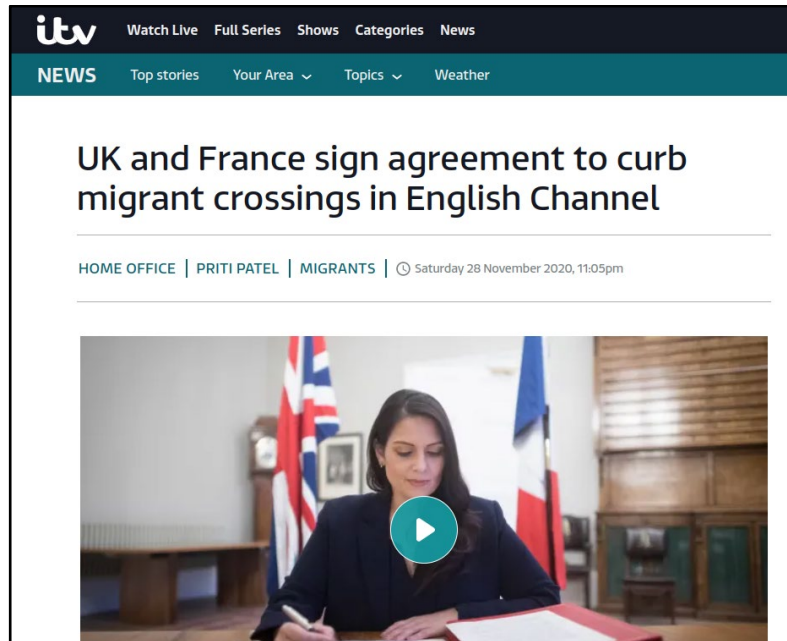 itv Watch Live Full Series Shows Categories News
NEWS Top stories Your Area Topics Weather
UK and France sign agreement to curb
migrant crossings in English Channel
HOME OFFICE | PRITI PATEL | MIGRANTS | Saturday 28 November 2020, 11:05pm